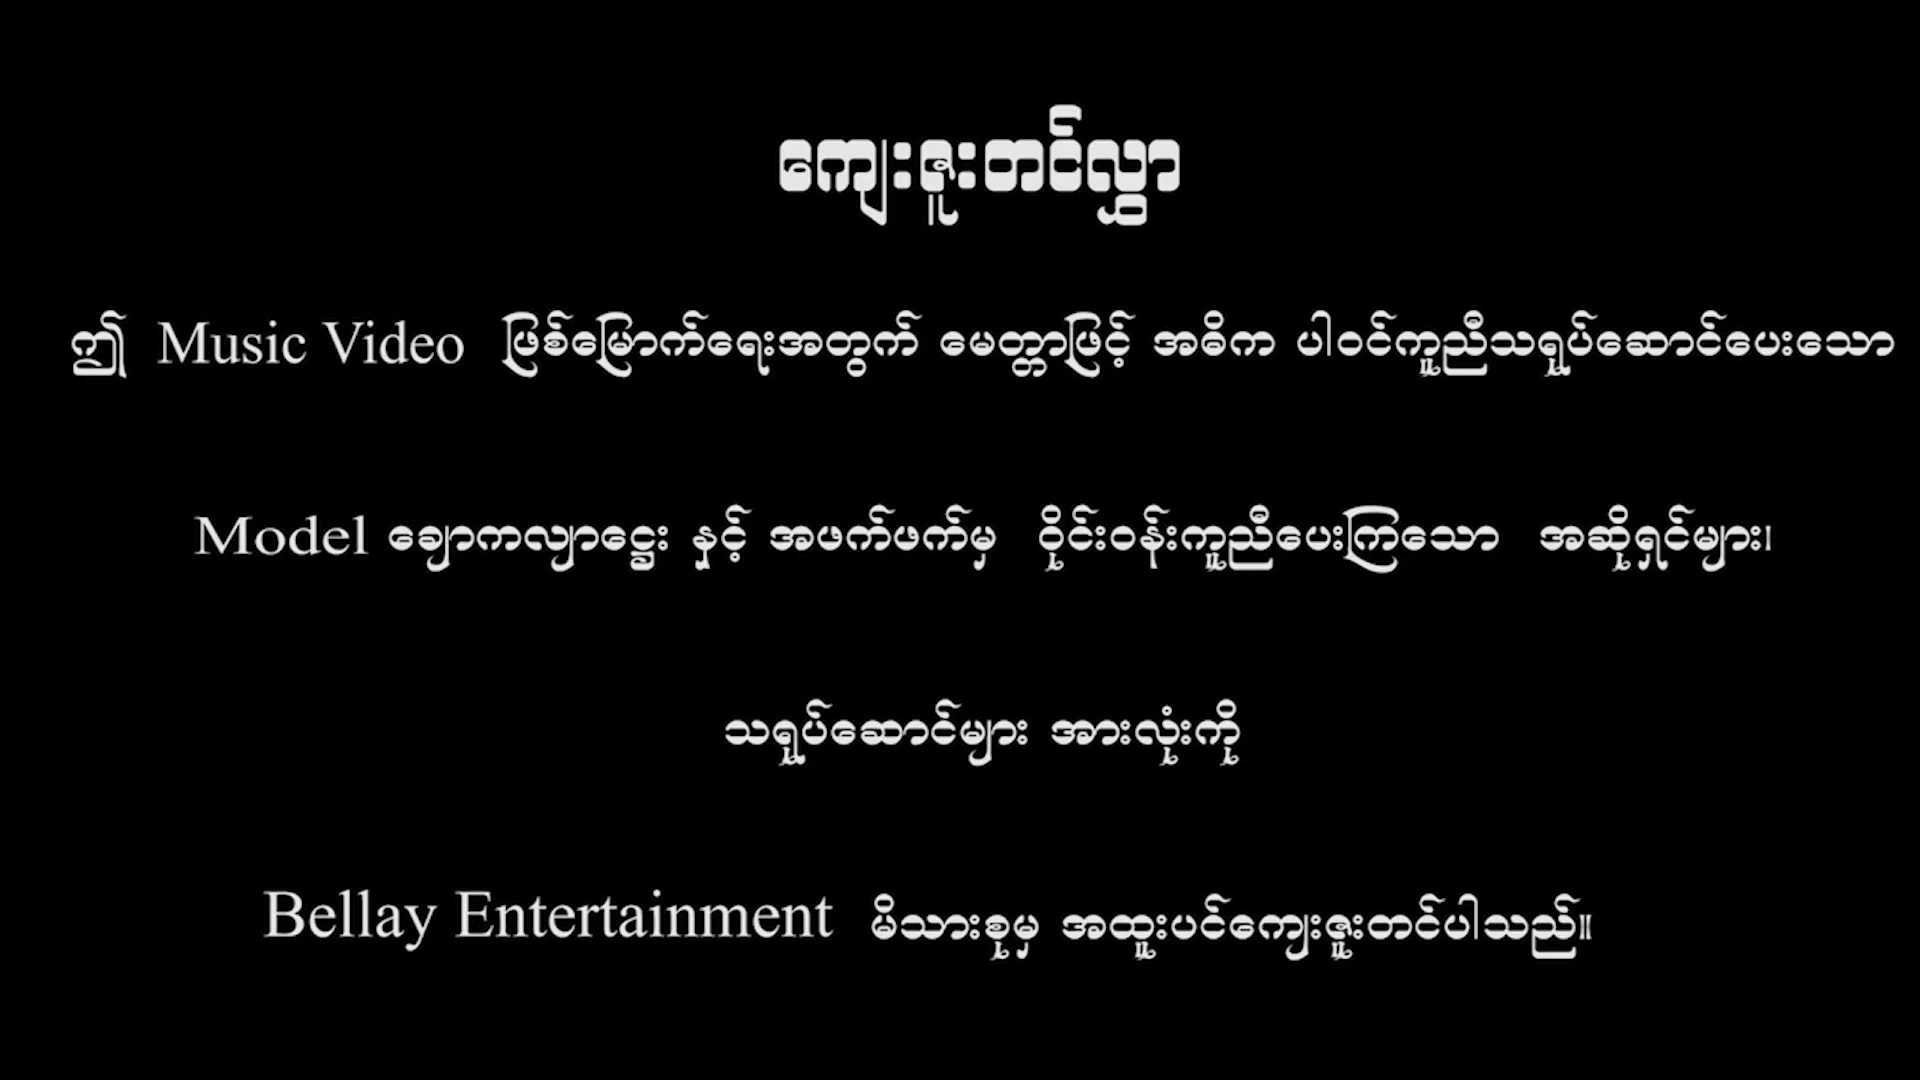 ကျေးဇူးတင်လွှာ
ဤ Music Video ဖြစ်မြောက်ရေးအတွက် မေတ္တာဖြင့် အဓိက ပါဝင်ကူညီသရုပ်ဆောင်ပေးသော
Model ချောကလျာဌေး နှင့် အဖက်ဖက်မှ ဝိုင်းဝန်းကူညီပေးကြသော အဆိုရှင်များ၊
သရုပ်ဆောင်များ အားလုံးကို
Bellay Entertainment မိသားစုမှ အထူးပင်ကျေးဇူးတင်ပါသည်။